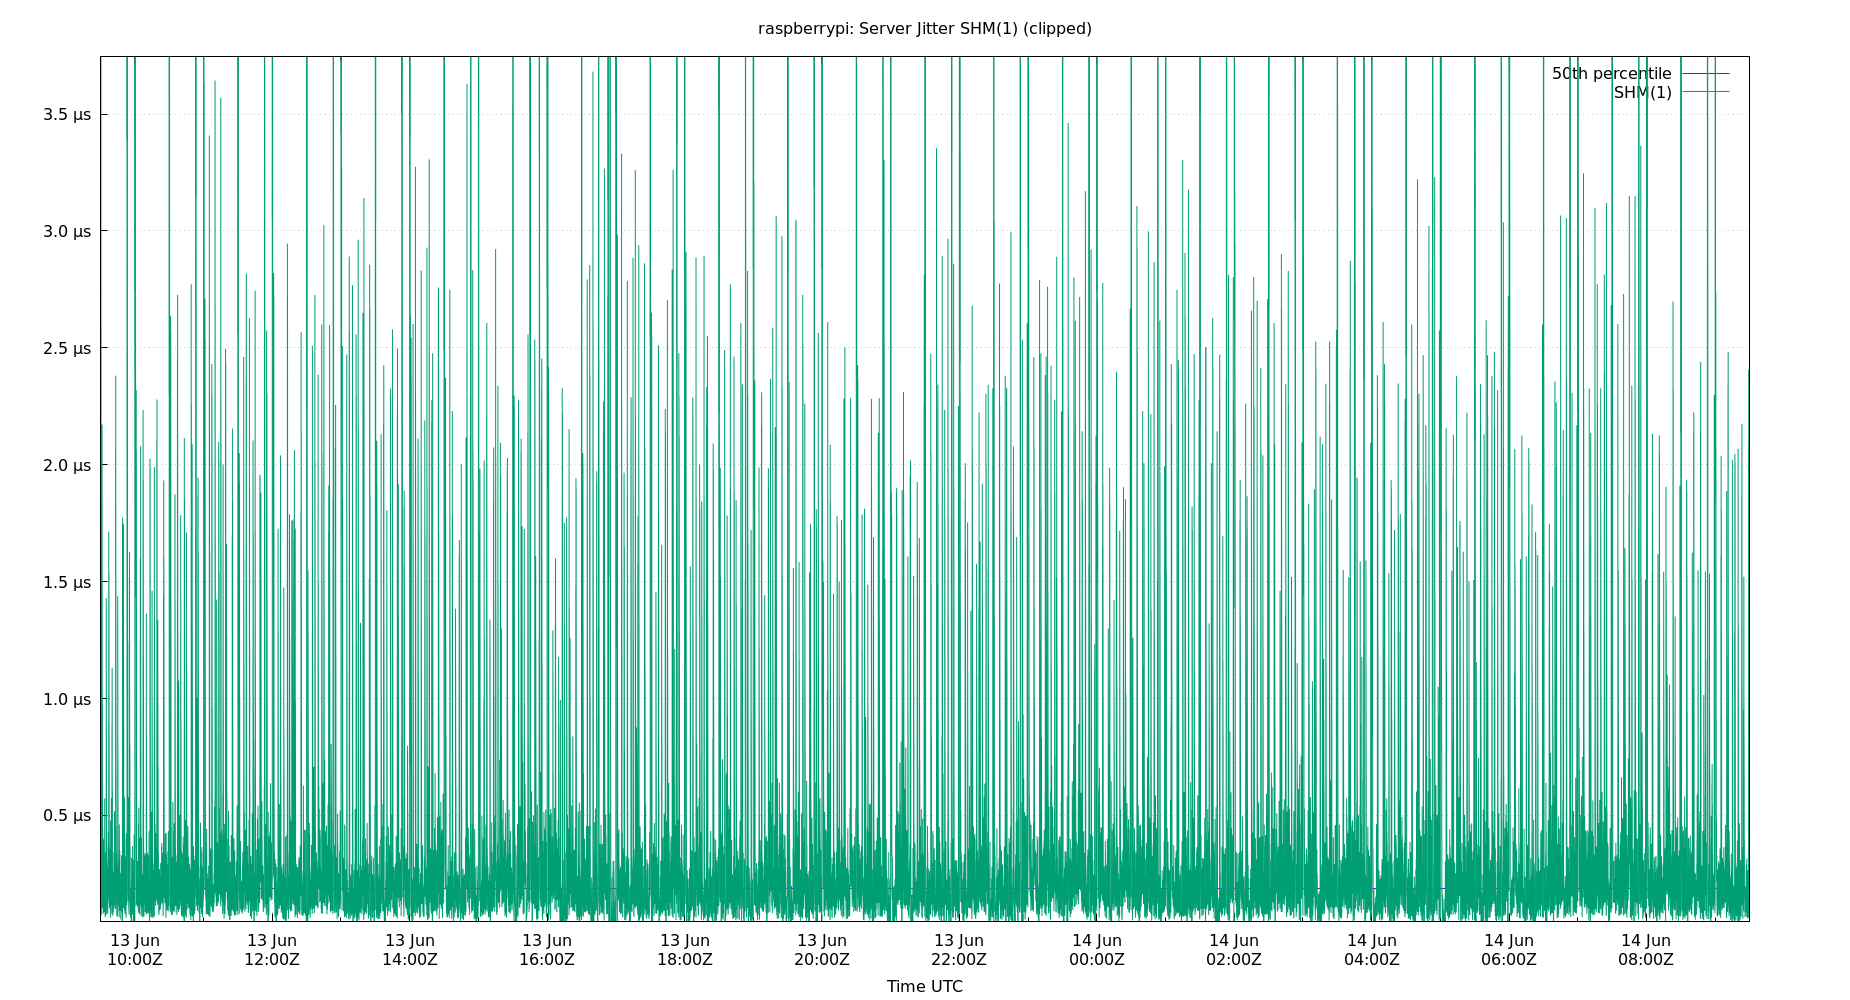 raspberrypi: Server Jitter SHM(1) (clipped)
50th percentile
SHM(1)
3.5 µs
3.0 µs
2.5 µs
2.0 µs
1.5 µs
1.0 µs
0.5 µs
13 Jun 13 Jun 13 Jun 13 Jun 13 Jun 13 Jun 13 Jun 14 Jun 14 Jun 14 Jun 14 Jun 14 Jun
10:00Z 12:00Z 14:00Z 16:00Z 18:00Z 20:00Z 22:00Z 00:00Z 02:00Z 04:00Z 06:00Z 08:00Z
Time UTC